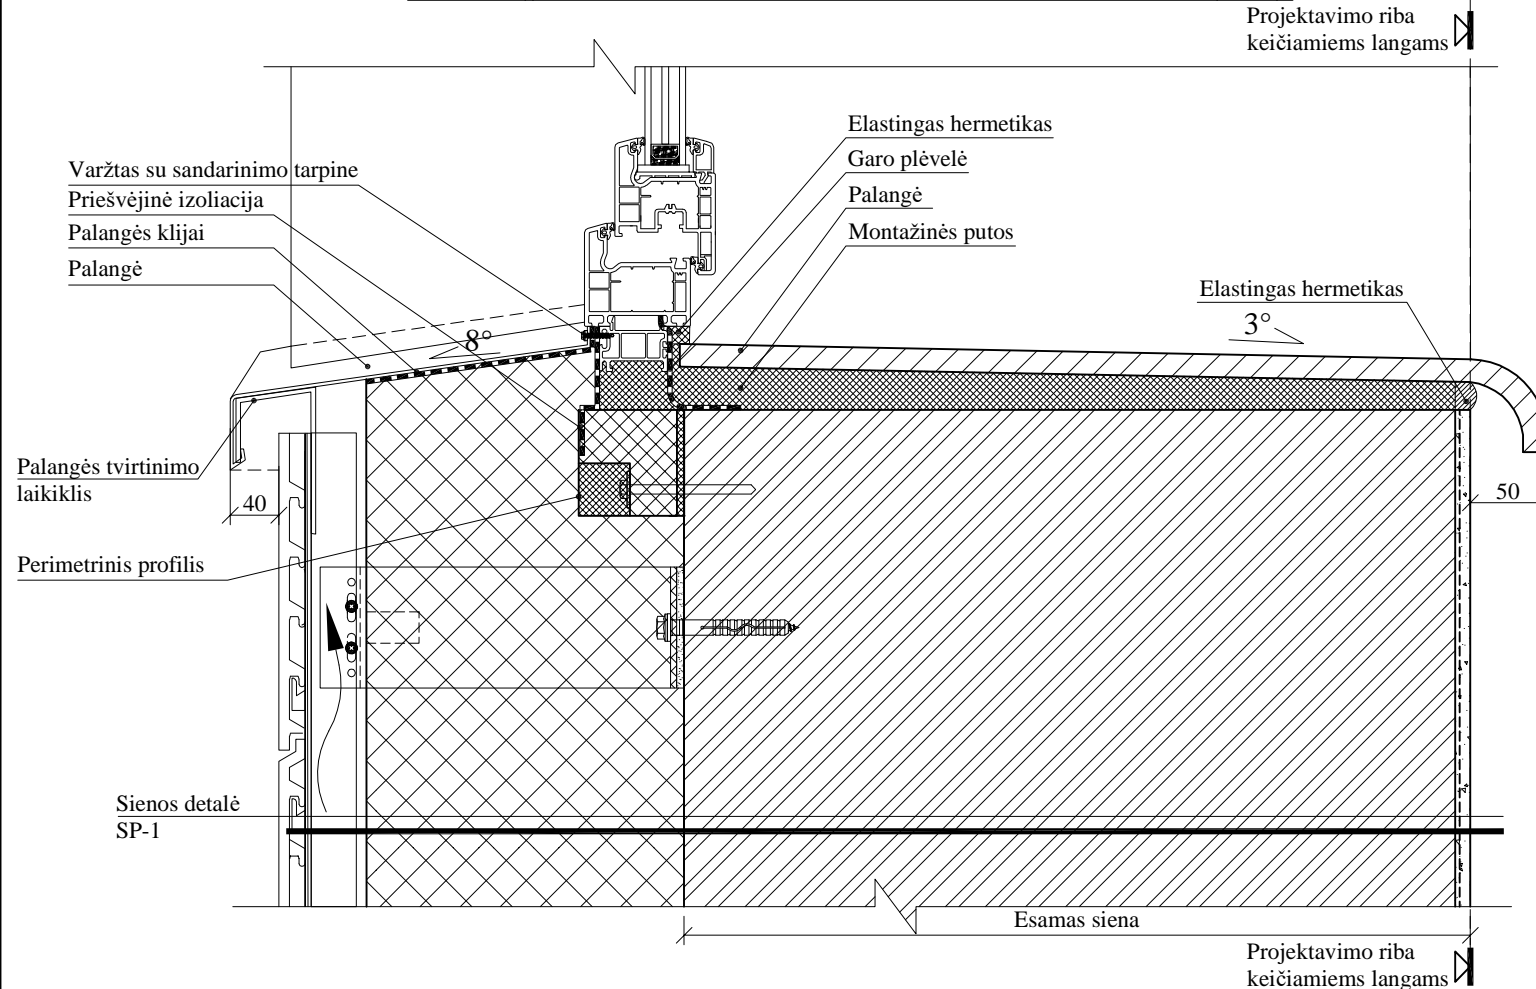 Projektavimo riba
keičiamiems langams
Elastingas hermetikas
Garo plėvelė
Palangė
Montažinės putos
Varžtas su sandarinimo tarpine
Priešvėjinė izoliacija
Palangės klijai
Palangė
Elastingas hermetikas
8°
3°
Palangės tvirtinimo
laikiklis
40
50
Perimetrinis profilis
Sienos detalė
SP-1
Esamas siena
Projektavimo riba
keičiamiems langams